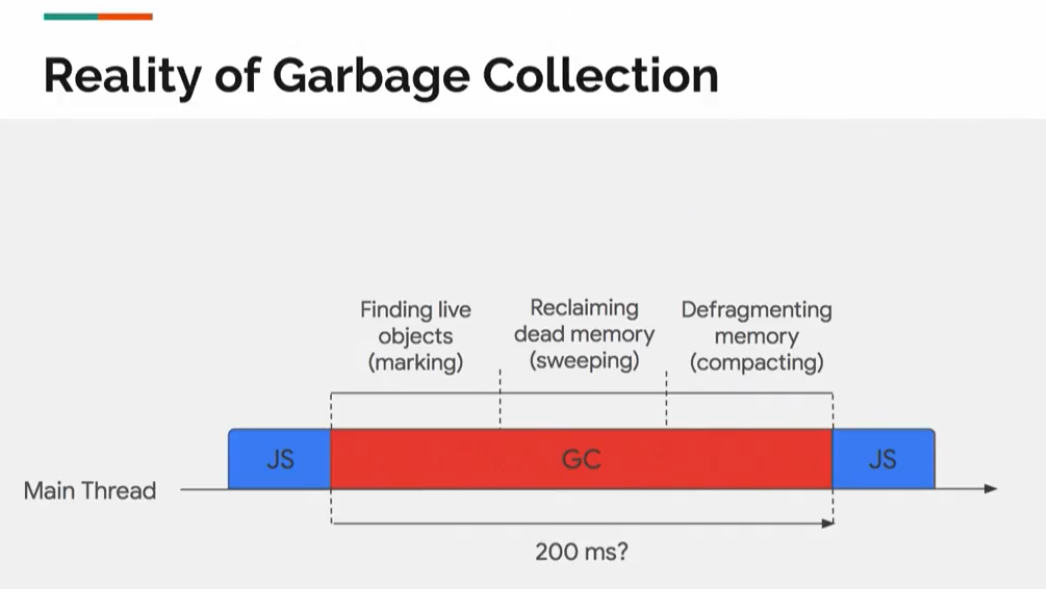 Reality of Garbage Collection
Finding live
objects
(marking)
Reclaiming
dead memory
(sweeping)
Defragmenting
memory
(compacting)
JS
GC
JS
Main Thread
200 ms?